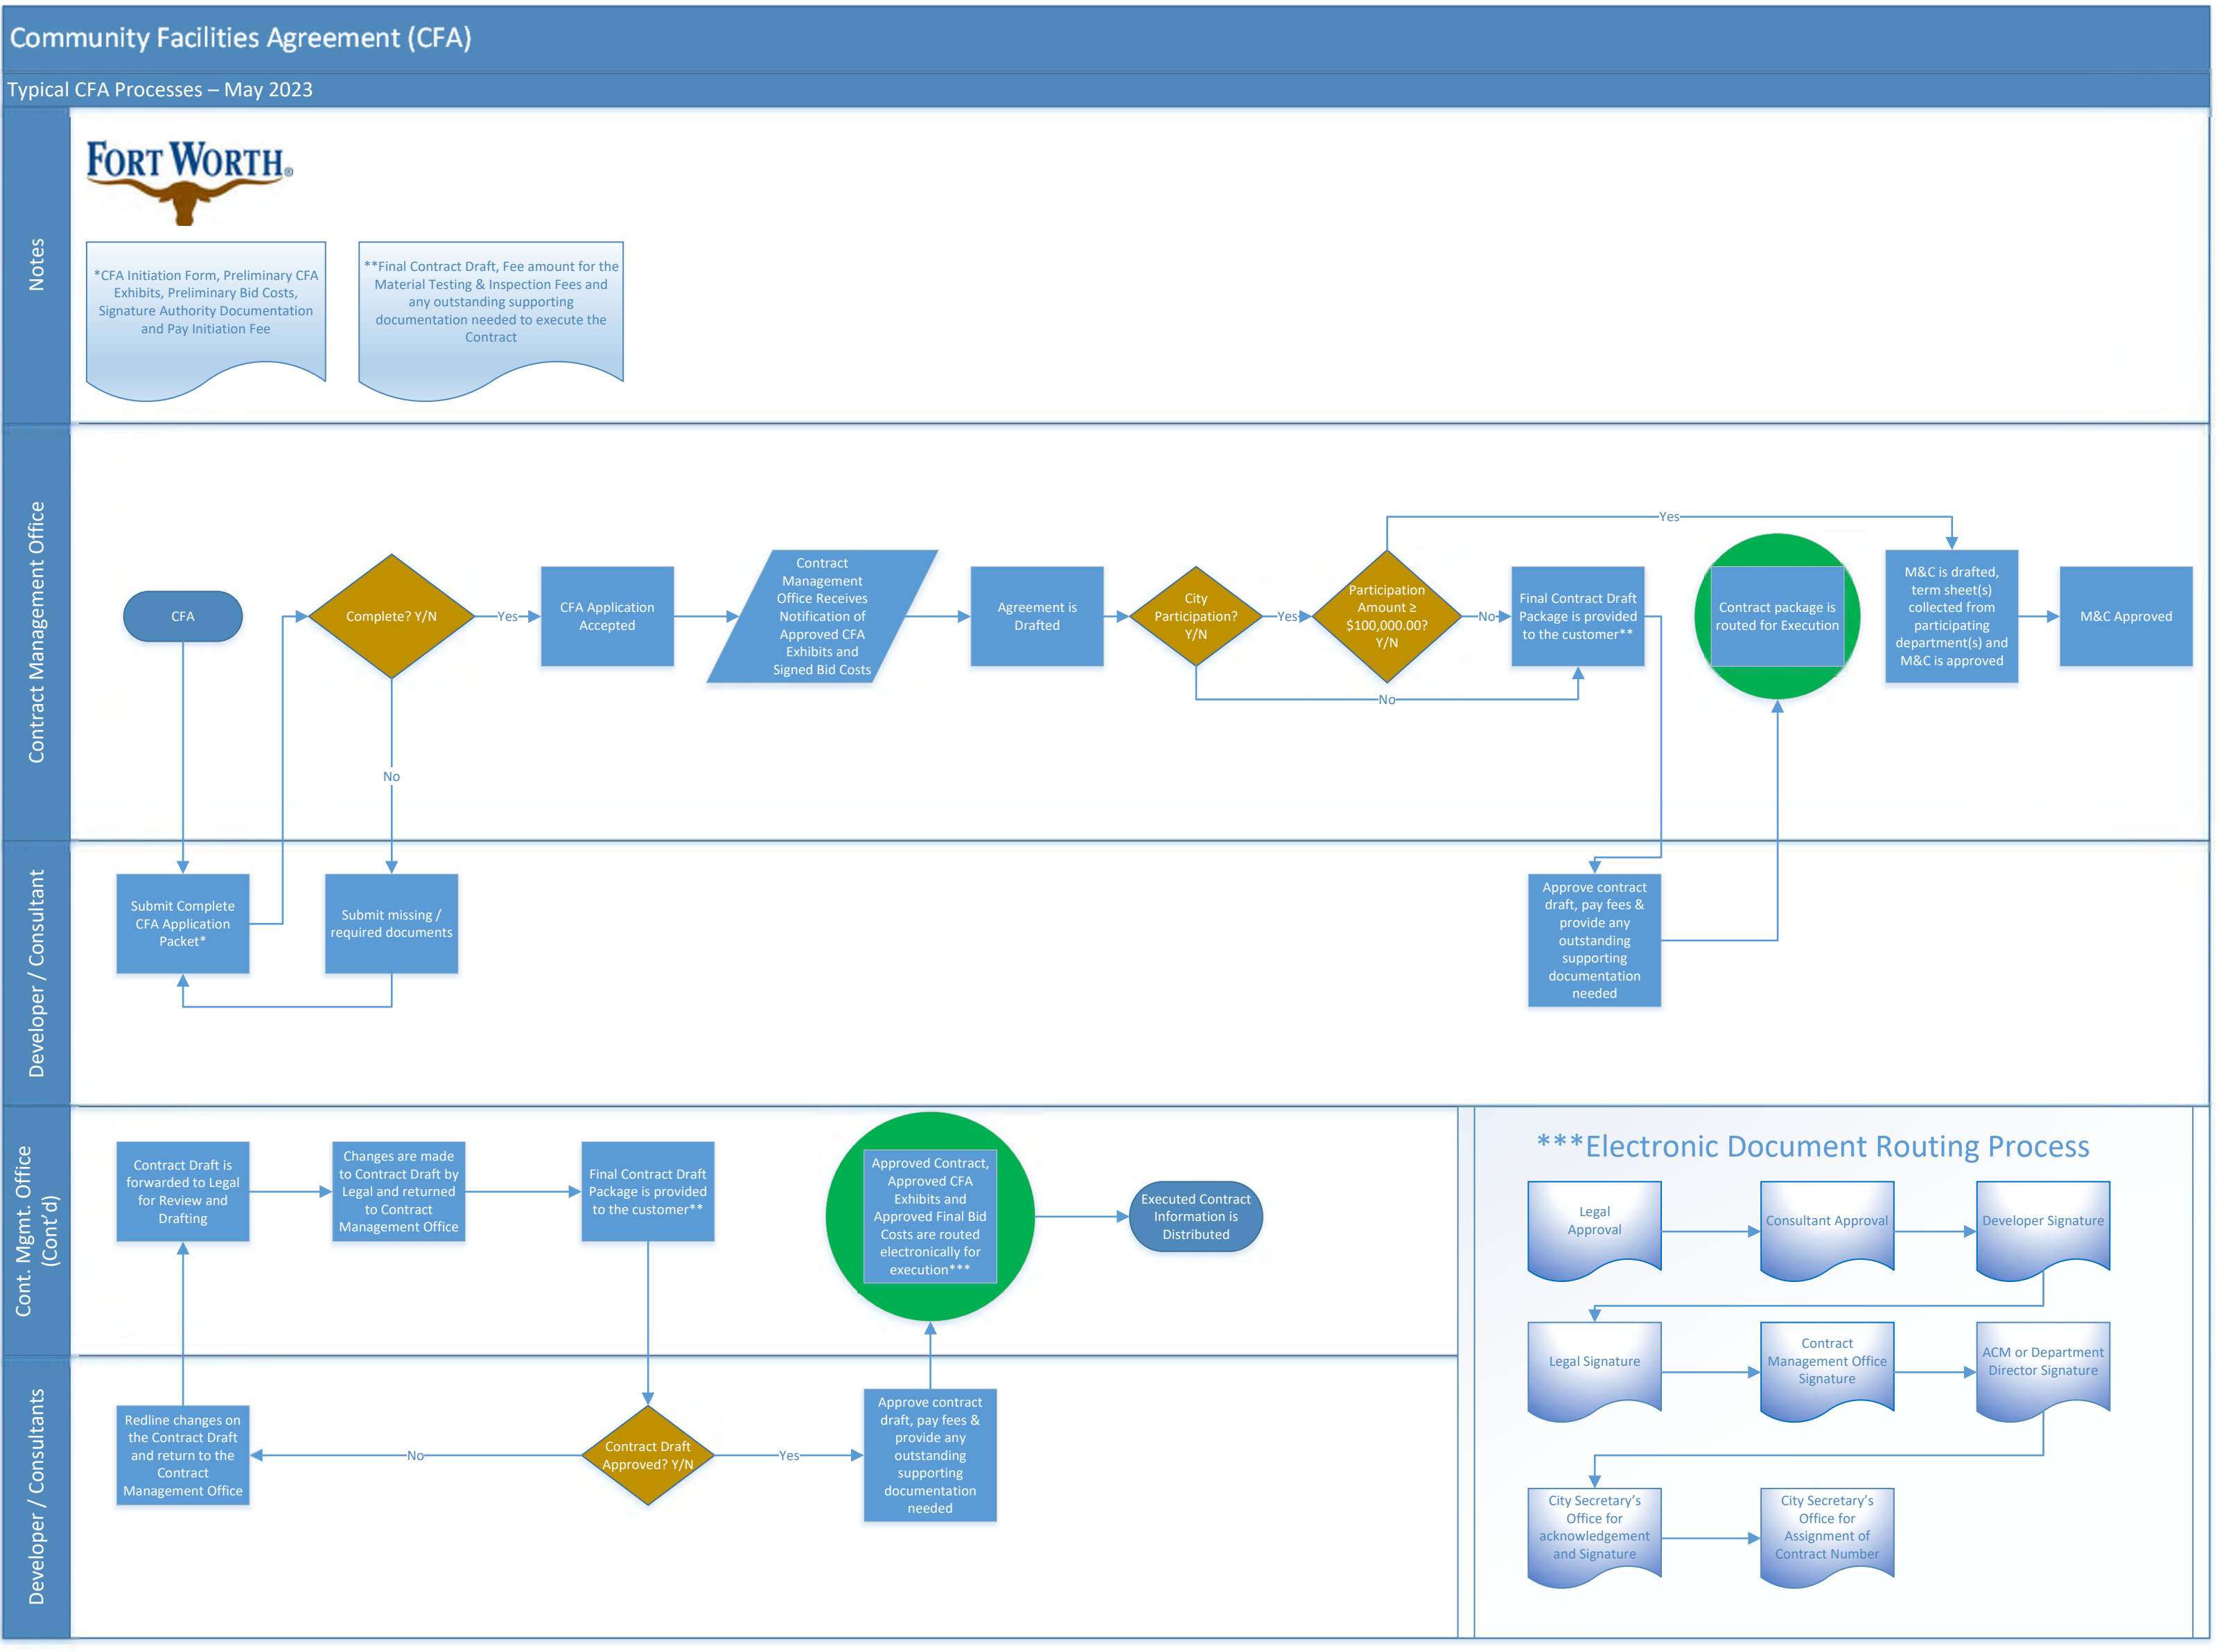 Community Facilities Agreement (CFA)
Typical CFA Processes – May 2023
Notes
FORT WORTH®
*CFA Initiation Form, Preliminary CFA
Exhibits, Preliminary Bid Costs,
Signature Authority Documentation
and Pay Initiation Fee
**Final Contract Draft, Fee amount for the
Material Testing & Inspection Fees and
any outstanding supporting
documentation needed to execute the
Contract
Contract Management Office
CFA
Complete? Y/N
Yes
No
CFA Application
Accepted
Contract
Management
Office Receives
Notification of
Approved CFA
Exhibits and
Signed Bid Costs
Agreement is
Drafted
City
Participation?
Y/N
Yes
No
Participation
Amount ≥
$100,000.00?
Y/N
No
Yes
Final Contract Draft
Package is provided
to the customer**
Contract package is
routed for Execution
M&C is drafted,
term sheet(s)
collected from
participating
department(s) and
M&C is approved
M&C Approved
Developer / Consultant
Submit Complete
CFA Application
Packet*
Submit missing /
required documents
Approve contract
draft, pay fees &
provide any
outstanding
supporting
documentation
needed
Cont. Mgmt. Office
(Cont’d)
Contract Draft is
forwarded to Legal
for Review and
Drafting
Changes are made
to Contract Draft by
Legal and returned
to Contract
Management Office
Final Contract Draft
Package is provided
to the customer**
Approved Contract,
Approved CFA
Exhibits and
Approved Final Bid
Costs are routed
electronically for
execution***
Executed Contract
Information is
Distributed
Developer / Consultants
Redline changes on
the Contract Draft
and return to the
Contract
Management Office
No
Contract Draft
Approved? Y/N
Yes
Approve contract
draft, pay fees &
provide any
outstanding
supporting
documentation
needed
***Electronic Document Routing Process
Legal
Approval
Consultant Approval
Developer Signature
Legal Signature
Contract
Management Office
Signature
ACM or Department
Director Signature
City Secretary’s
Office for
acknowledgement
and Signature
City Secretary’s
Office for
Assignment of
Contract Number